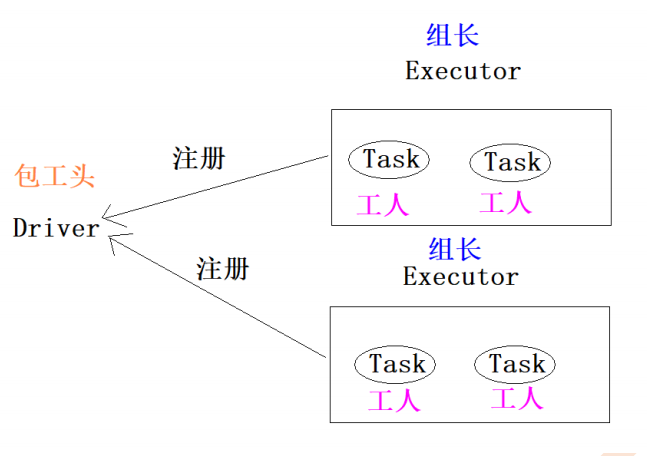 组长
Executor
注册
Task
Task
包工头
工人
工人
Driver
组长
注册
Executor
Task
Task
工人
工人